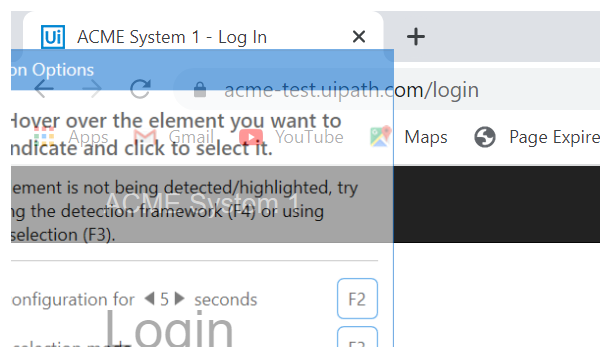 Ui ACME System 1 - Log In
on Options
acme-test.uipath.com/login
Hover over the element you want to
indicate and click to select it.
Apps Gmail YouTube Maps Page Expire
ement is not being detected/highlighted, try
ACME System 1
ng the detection framework (F4) or using
selection (F3).
onfiguration for 5 seconds F2
Login
selection mode F3